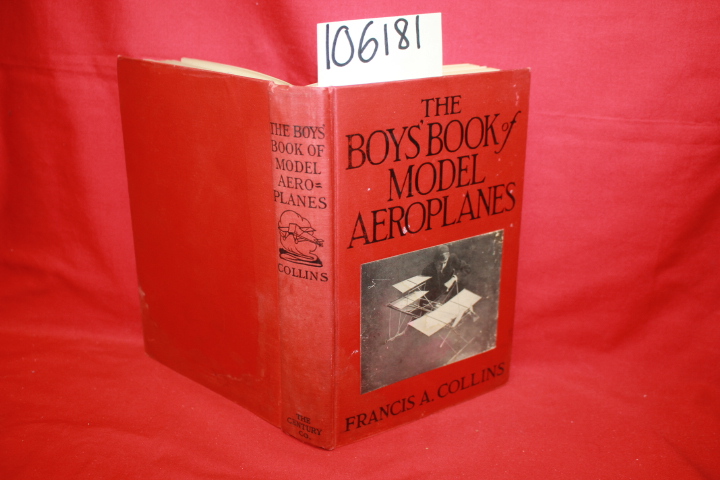 106181
THE BOYS'
BOOK OF
MODEL
AERO=
PLANES
COLLINS
THE
CENTURY
CO.
THE
BOYS' BOOK of
MODEL
AEROPLANES
FRANCIS A. COLLINS